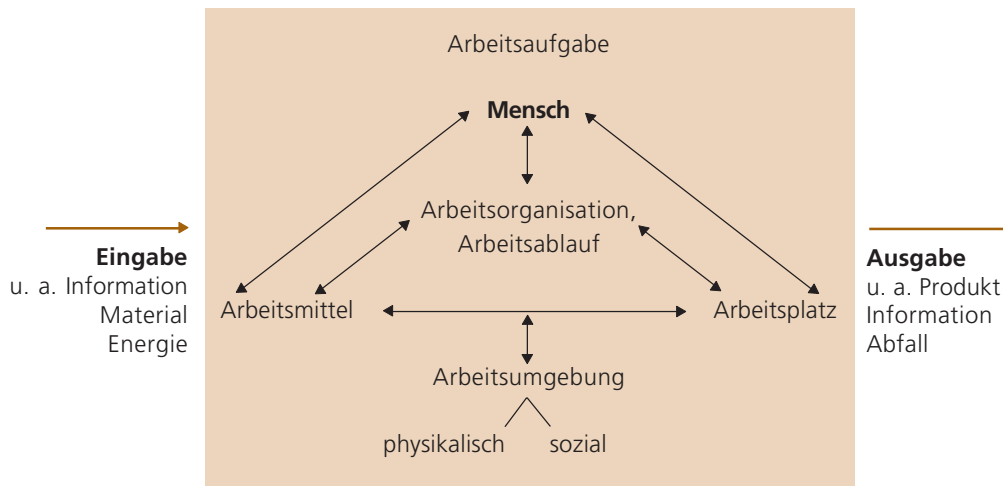 Arbeitsaufgabe
Mensch
Arbeitsorganisation,
Arbeitsablauf
Eingabe
u. a. Information
Material
Energie
Arbeitsmittel
Arbeitsplatz
Ausgabe
u. a. Produkt
Information
Abfall
Arbeitsumgebung
physikalisch
sozial